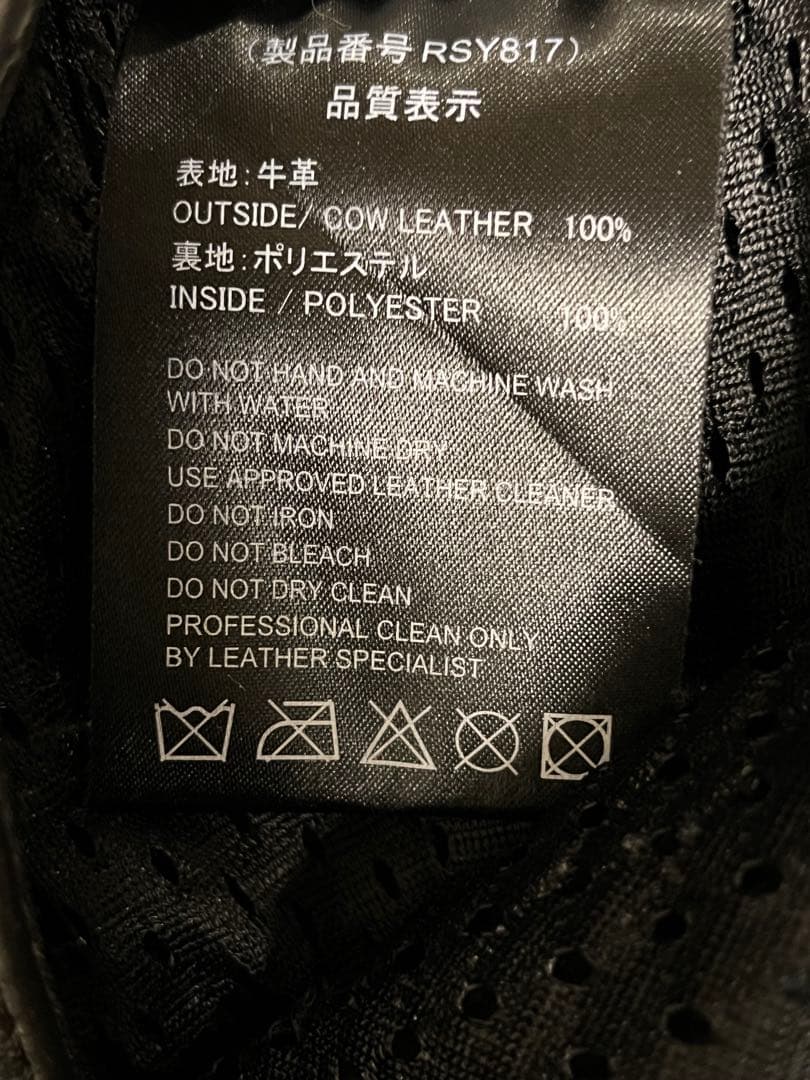 （製品番号 RSY817）
品質表示
表地：牛革
OUTSIDE/ COW LEATHER 100%
裏地：ポリエステル
INSIDE / POLYESTER 100%
DO NOT HAND AND MACHINE WASH
WITH WATER
DO NOT MACHINE DRY
USE APPROVED LEATHER CLEANER
DO NOT IRON
DO NOT BLEACH
DO NOT DRY CLEAN
PROFESSIONAL CLEAN ONLY
BY LEATHER SPECIALIST